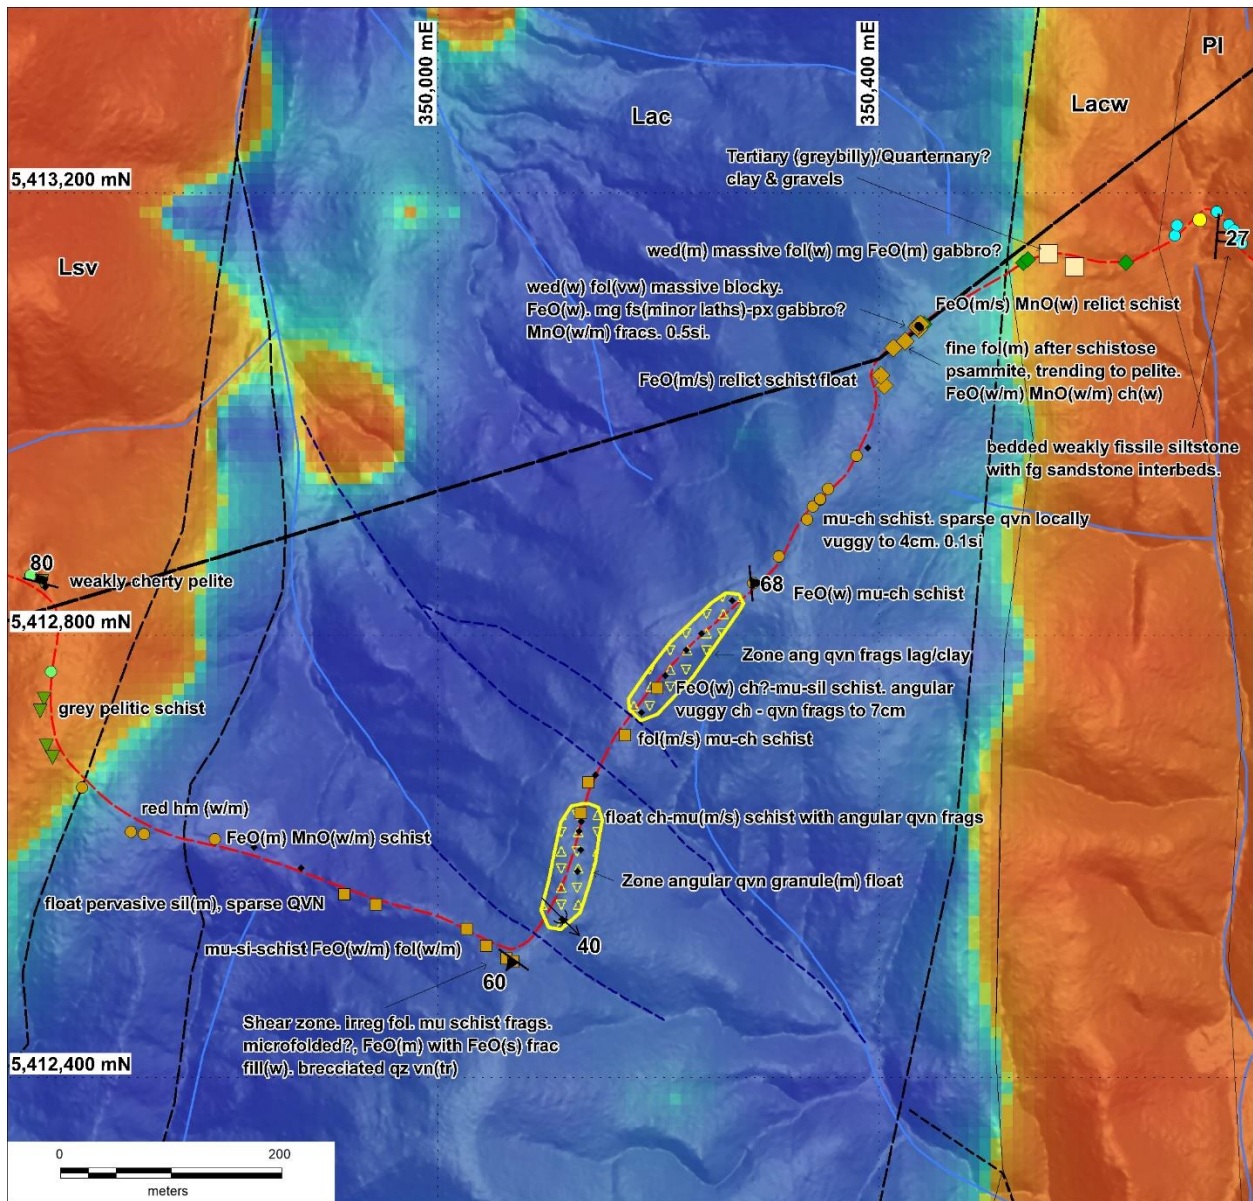 350,000 mE
350,400 mE
Pl
Lac
Lacw
Tertiary (greybilly)/Quarternary?
clay & gravels
5,413,200 mN
27
wed(m) massive fol(w) mg FeO(m) gabbro?
Lsv
wed(w) fol(vw) massive blocky.
FeO(w). mg fs(minor laths)-px gabbro?
MnO(w/m) fracs. 0.5si.
FeO(m/s) MnO(w) relict schist
fine fol(m) after schistose
psammite, trending to pelite.
FeO(w/m) MnO(w/m) ch(w)
FeO(m/s) relict schist float
bedded weakly fissile siltstone
with fg sandstone interbeds.
mu-ch schist. sparse qvn locally
vuggy to 4cm. 0.1si
80
weakly cherty pelite
68
FeO(w) mu-ch schist
5,412,800 mN
Zone ang qvn frags lag/clay
FeO(w) ch?-mu-sil schist. angular
vuggy ch - qvn frags to 7cm
grey pelitic schist
fol(m/s) mu-ch schist
red hm (w/m)
float ch-mu(m/s) schist with angular qvn frags
FeO(m) MnO(w/m) schist
Zone angular qvn granule(m) float
float pervasive sil(m), sparse QVN
40
mu-si-schist FeO(w/m) fol(w/m)
60
Shear zone. irreg fol. mu schist frags.
microfolded?, FeO(m) with FeO(s) frac
fill(w). brecciated qz vn(tr)
5,412,400 mN
0
200
meters